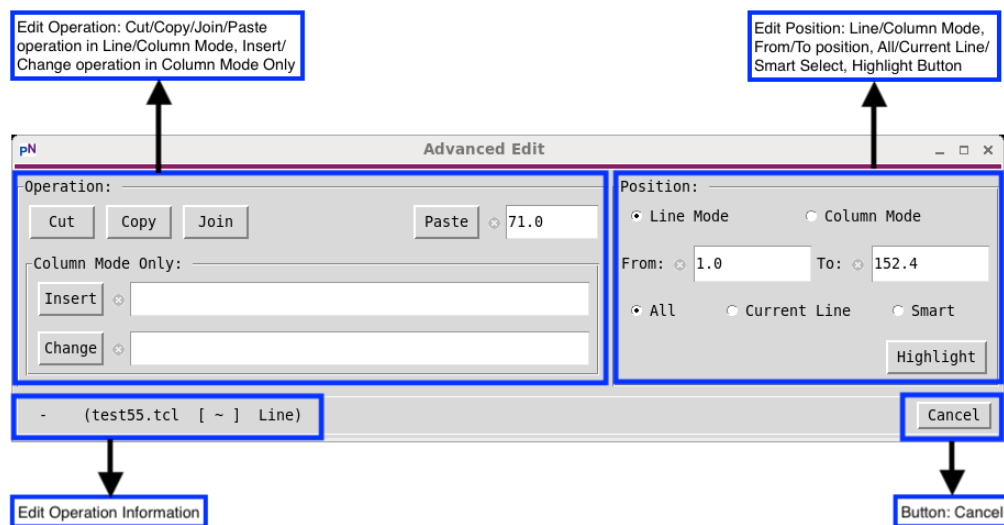 Edit Operation: Cut/Copy/Join/Paste
operation in Line/Column Mode, Insert/
Change operation in Column Mode Only
Edit Position: Line/Column Mode,
From/To position, All/Current Line/
Smart Select, Highlight Button
pN Advanced Edit
Operation:
Cut Copy Join Paste 71.0
Column Mode Only:
Insert
Change
Position:
Line Mode Column Mode
From: 1.0 To: 152.4
All Current Line Smart
Highlight
- (test55.tcl [ ~ ] Line)
Cancel
Edit Operation Information
Button: Cancel